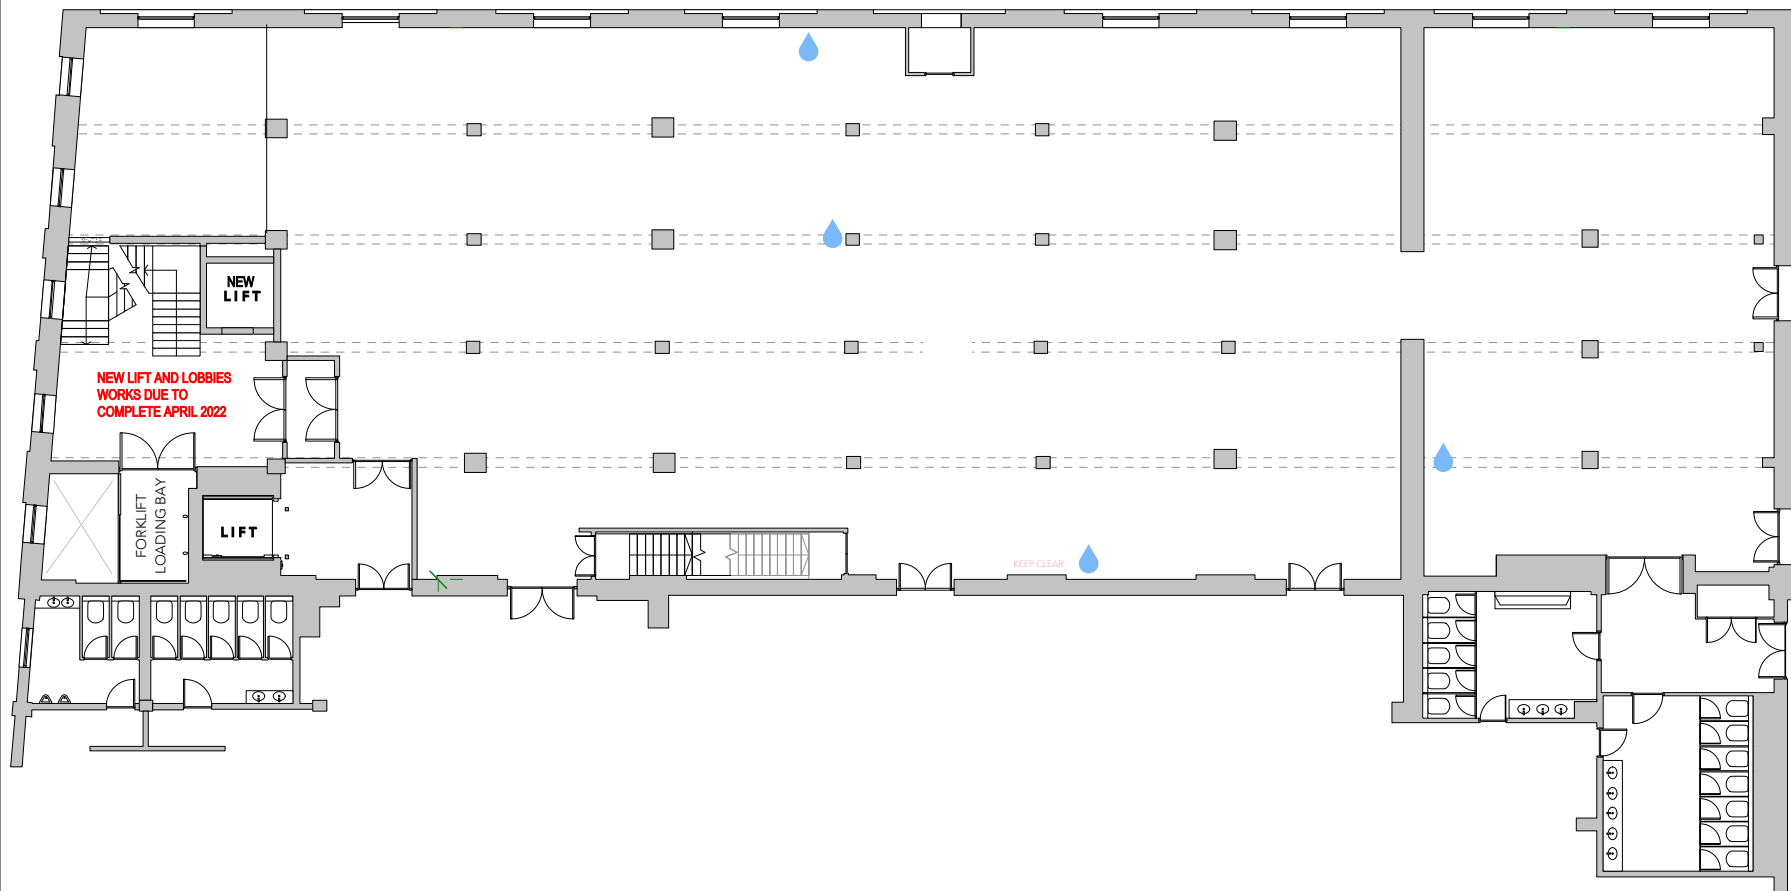 NEW
LIFT
NEW LIFT AND LOBBIES
WORKS DUE TO
COMPLETE APRIL 2022
FORKLIFT
LOADING BAY
LIFT
KEEP CLEAR